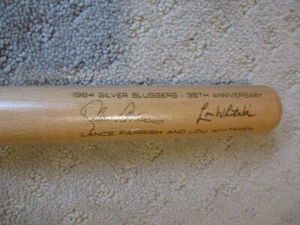 1984 SILVER SLUGGERS - 35TH ANNIVERSARY
Lou Whitaker
LANCE PARRISH AND LOU WHITAKER